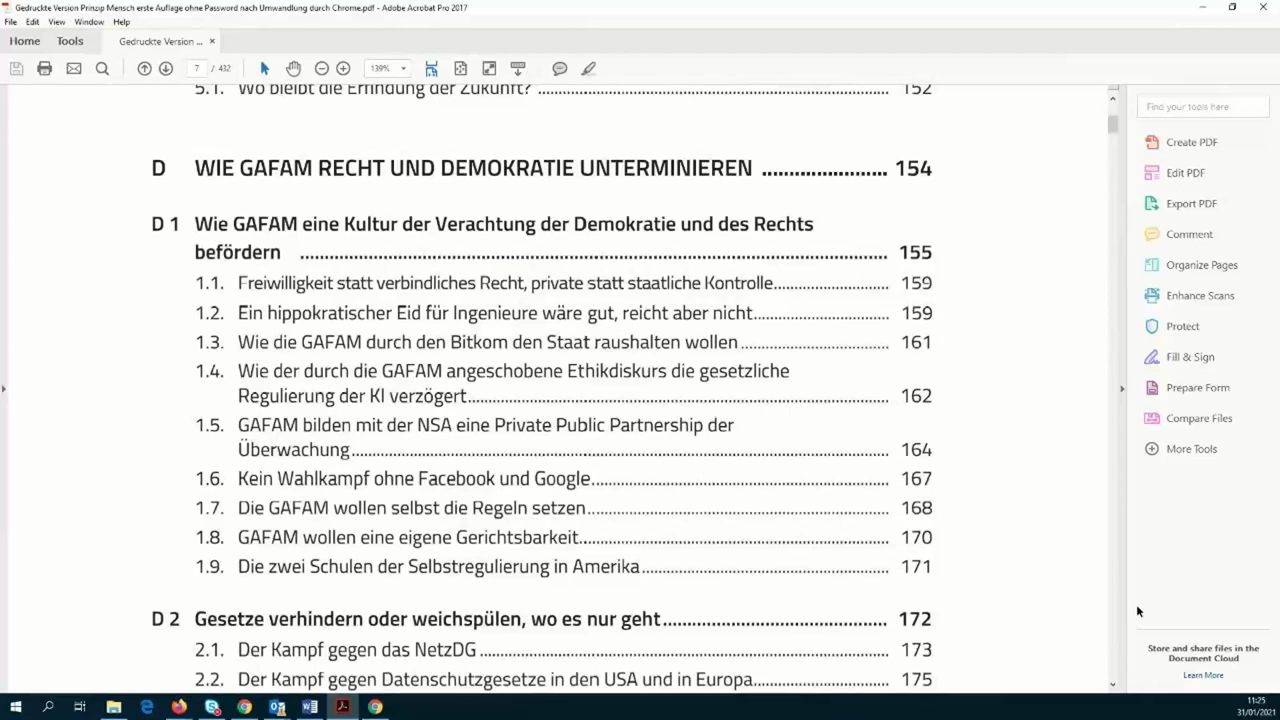 Gedruckte Version Prinzip Mensch erste Auflage ohne Password nach Umwandlung durch Chrome.pdf - Adobe Acrobat Pro 2017
File Edit View Window Help
Home Tools Gedruckte Version ... ×
7 / 432 139%
5.1. Wo bleibt die Erfindung der Zukunft? ........ 152
D WIE GAFAM RECHT UND DEMOKRATIE UNTERMINIEREN ........ 154
D 1 Wie GAFAM eine Kultur der Verachtung der Demokratie und des Rechts
befördern ........ 155
1.1. Freiwilligkeit statt verbindliches Recht, private statt staatliche Kontrolle........ 159
1.2. Ein hippokratischer Eid für Ingenieure wäre gut, reicht aber nicht........ 159
1.3. Wie die GAFAM durch den Bitkom den Staat raushalten wollen ........ 161
1.4. Wie der durch die GAFAM angeschobene Ethikdiskurs die gesetzliche
Regulierung der KI verzögert........ 162
1.5. GAFAM bilden mit der NSA eine Private Public Partnership der
Überwachung........ 164
1.6. Kein Wahlkampf ohne Facebook und Google........ 167
1.7. Die GAFAM wollen selbst die Regeln setzen........ 168
1.8. GAFAM wollen eine eigene Gerichtsbarkeit........ 170
1.9. Die zwei Schulen der Selbstregulierung in Amerika........ 171
D 2 Gesetze verhindern oder weichspülen, wo es nur geht........ 172
2.1. Der Kampf gegen das NetzDG ........ 173
2.2. Der Kampf gegen Datenschutzgesetze in den USA und in Europa........ 175
Find your tools here
Create PDF
Edit PDF
Export PDF
Comment
Organize Pages
Enhance Scans
Protect
Fill & Sign
Prepare Form
Compare Files
More Tools
Store and share files in the
Document Cloud
Learn More
11:25
31/01/2021